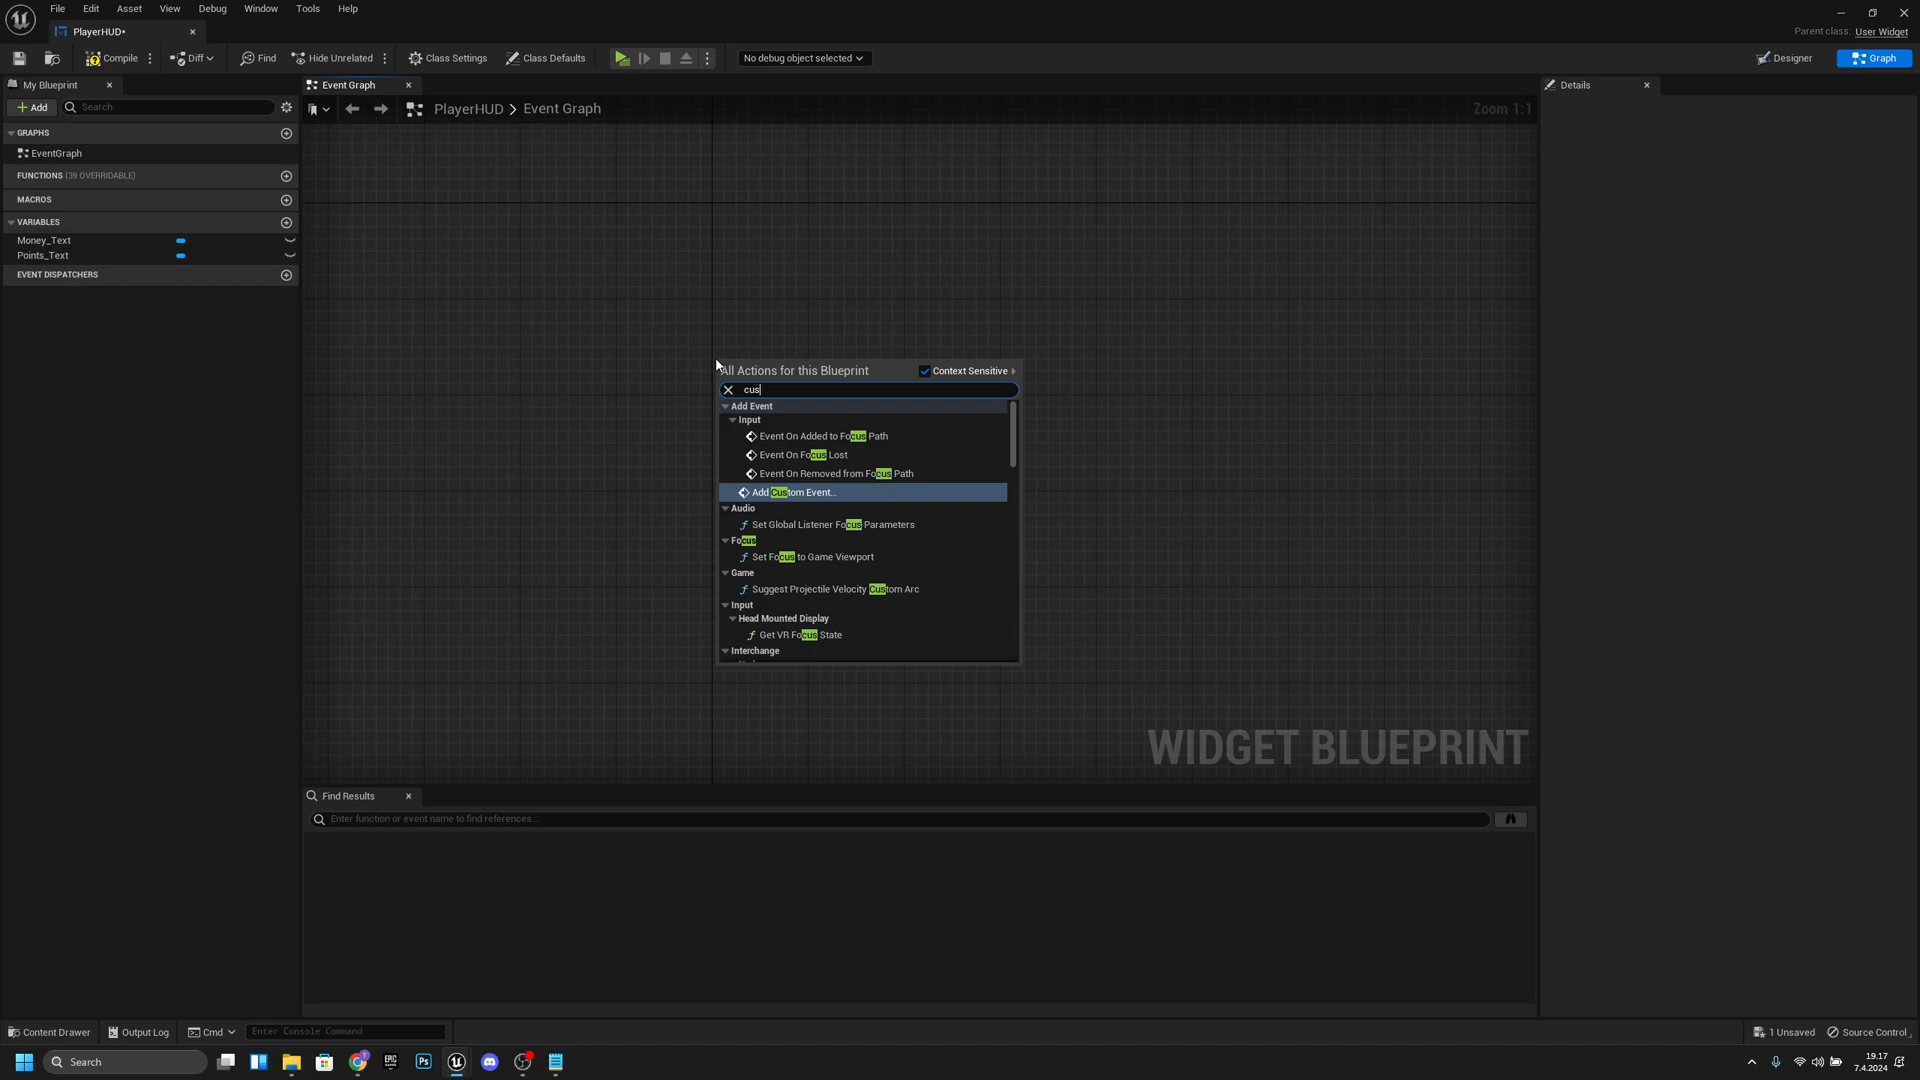 File Edit Asset View Debug Window Tools Help
PlayerHUD*
Parent class: User Widget
Compile Diff Find Hide Unrelated Class Settings Class Defaults No debug object selected Designer Graph
My Blueprint
Event Graph
Details
Add Search
PlayerHUD > Event Graph
Zoom 1:1
GRAPHS
EventGraph
FUNCTIONS (39 OVERRIDABLE)
MACROS
VARIABLES
Money_Text
Points_Text
EVENT DISPATCHERS
All Actions for this Blueprint Context Sensitive
cus
Add Event
Input
Event On Added to Focus Path
Event On Focus Lost
Event On Removed from Focus Path
Add Custom Event...
Audio
Set Global Listener Focus Parameters
Focus
Set Focus to Game Viewport
Game
Suggest Projectile Velocity Custom Arc
Input
Head Mounted Display
Get VR Focus State
Interchange
WIDGET BLUEPRINT
Find Results
Enter function or event name to find references...
Content Drawer Output Log Cmd Enter Console Command 1 Unsaved Source Control
Search
19.17
7.4.2024